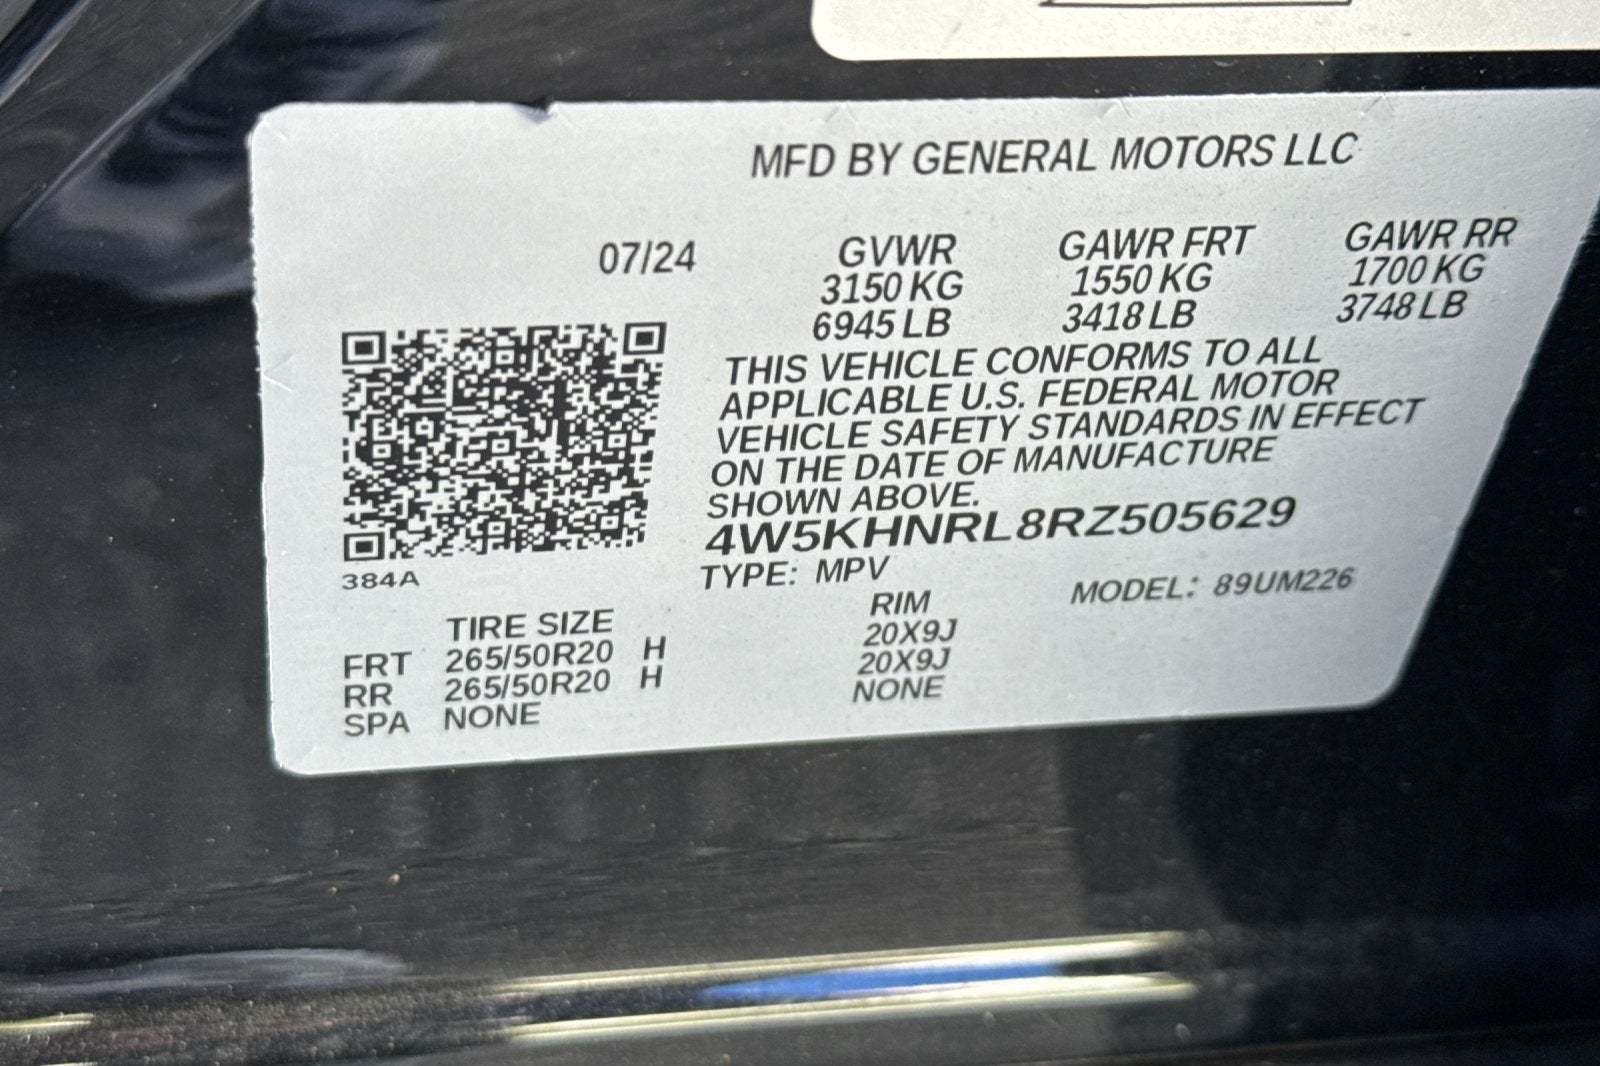 MFD BY GENERAL MOTORS LLC
07/24 GVWR GAWR FRT GAWR RR
3150 KG 1550 KG 1700 KG
6945 LB 3418 LB 3748 LB
THIS VEHICLE CONFORMS TO ALL
APPLICABLE U.S. FEDERAL MOTOR
VEHICLE SAFETY STANDARDS IN EFFECT
ON THE DATE OF MANUFACTURE
SHOWN ABOVE.
4W5KHNRL8RZ505629
384A TYPE: MPV MODEL: 89UM226
TIRE SIZE RIM
FRT 265/50R20 H 20X9J
RR 265/50R20 H 20X9J
SPA NONE NONE